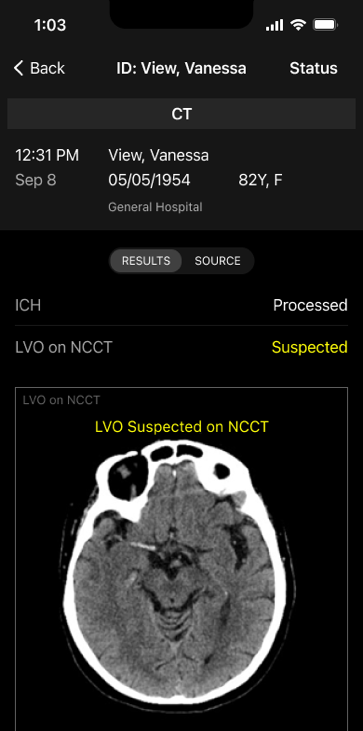 1:03
Back ID: View, Vanessa Status
CT
12:31 PM View, Vanessa
Sep 8 05/05/1954 82Y, F
General Hospital
RESULTS SOURCE
ICH Processed
LVO on NCCT Suspected
LVO on NCCT
LVO Suspected on NCCT